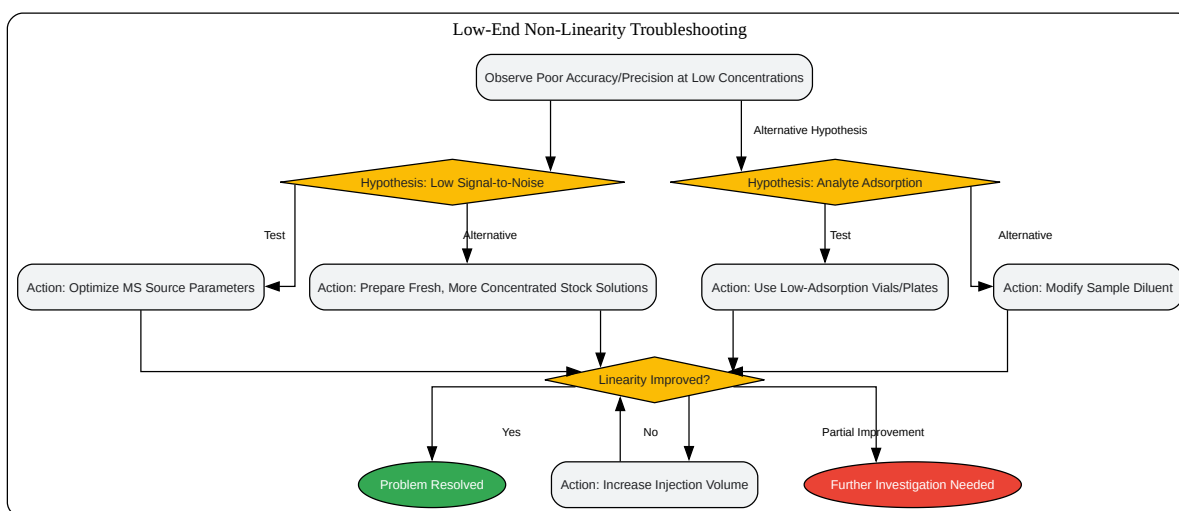 Low-End Non-Linearity Troubleshooting
Observe Poor Accuracy/Precision at Low Concentrations
Alternative Hypothesis
Hypothesis: Low Signal-to-Noise
Hypothesis: Analyte Adsorption
Test
Alternative
Test
Alternative
Action: Optimize MS Source Parameters
Action: Prepare Fresh, More Concentrated Stock Solutions
Action: Use Low-Adsorption Vials/Plates
Action: Modify Sample Diluent
Linearity Improved?
Yes
No
Partial Improvement
Problem Resolved
Action: Increase Injection Volume
Further Investigation Needed